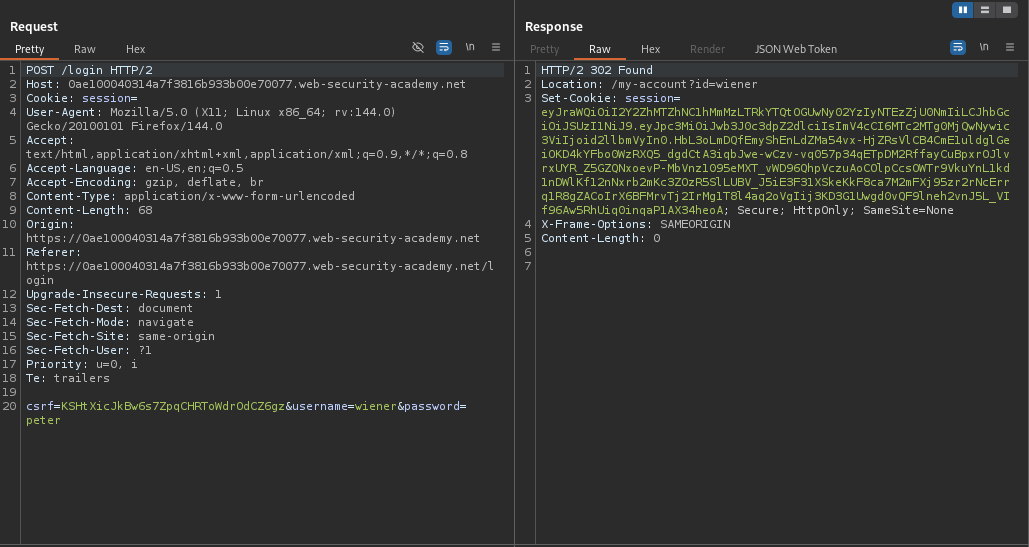 Request
Pretty Raw Hex
\n
1 POST /login HTTP/2
2 Host: 0ae100040314a7f3816b933b00e70077.web-security-academy.net
3 Cookie: session=
4 User-Agent: Mozilla/5.0 (X11; Linux x86_64; rv:144.0)
Gecko/20100101 Firefox/144.0
5 Accept:
text/html,application/xhtml+xml,application/xml;q=0.9,*/*;q=0.8
6 Accept-Language: en-US,en;q=0.5
7 Accept-Encoding: gzip, deflate, br
8 Content-Type: application/x-www-form-urlencoded
9 Content-Length: 68
10 Origin:
https://0ae100040314a7f3816b933b00e70077.web-security-academy.net
11 Referer:
https://0ae100040314a7f3816b933b00e70077.web-security-academy.net/l
ogin
12 Upgrade-Insecure-Requests: 1
13 Sec-Fetch-Dest: document
14 Sec-Fetch-Mode: navigate
15 Sec-Fetch-Site: same-origin
16 Sec-Fetch-User: ?1
17 Priority: u=0, i
18 Te: trailers
19
20 csrf=KSHtXicJkBw6s7ZpqCHRToWdrOdCZ6gz&username=wiener&password=
peter
Response
Pretty Raw Hex Render JSON Web Token
\n
1 HTTP/2 302 Found
2 Location: /my-account?id=wiener
3 Set-Cookie: session=
Secure; HttpOnly; SameSite=None
4 X-Frame-Options: SAMEORIGIN
5 Content-Length: 0
6
7